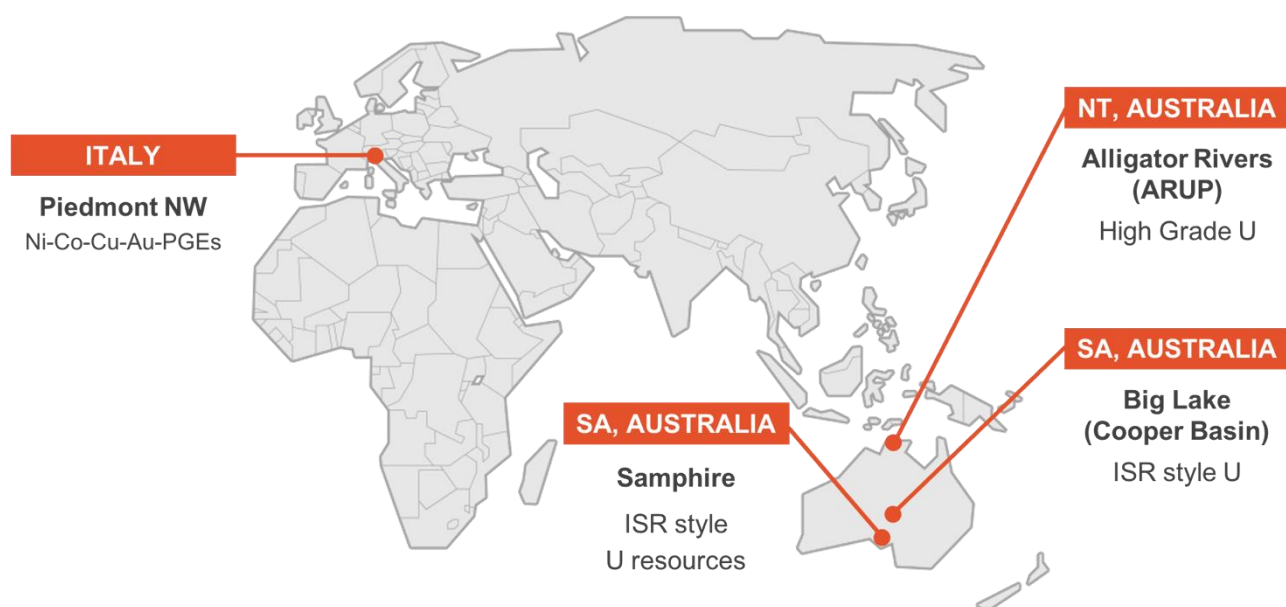 ITALY
Piedmont NW
Ni-Co-Cu-Au-PGEs
NT, AUSTRALIA
Alligator Rivers
(ARUP)
High Grade U
SA, AUSTRALIA
Big Lake
(Cooper Basin)
ISR style U
SA, AUSTRALIA
Samphire
ISR style
U resources